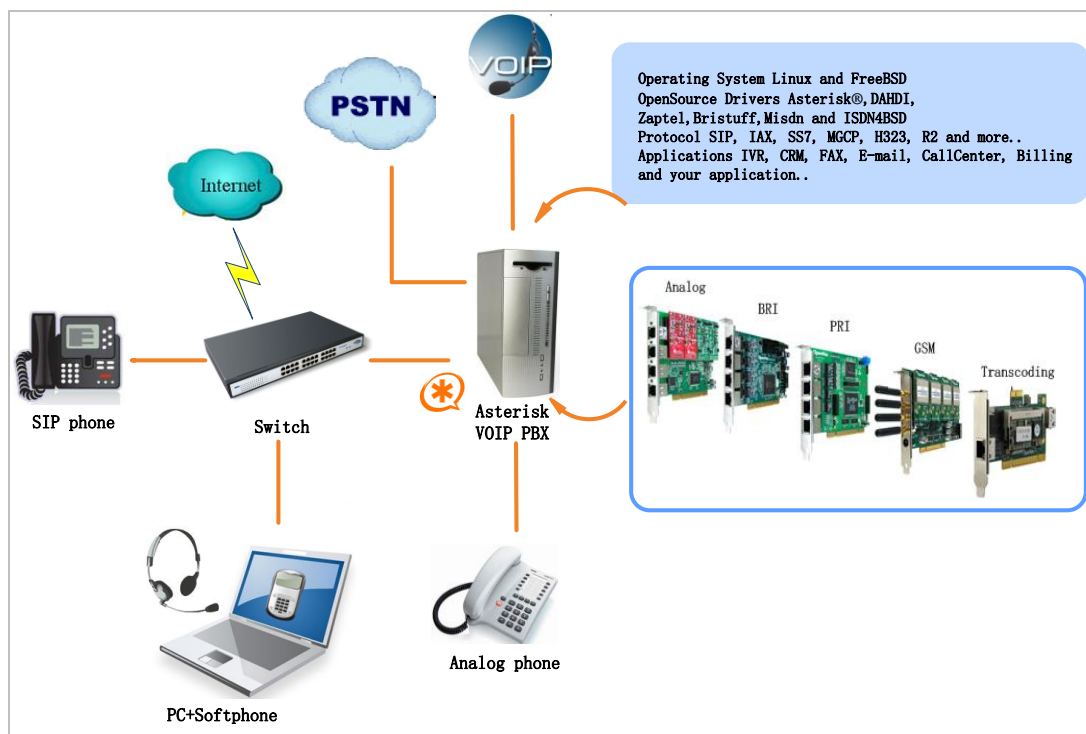 VOIP
PSTN
Operating System Linux and FreeBSD
OpenSource Drivers Asterisk®,DAHDI,
Zaptel,Bristuff,Misdn and ISDN4BSD
Protocol SIP, IAX, SS7, MGCP, H323, R2 and more..
Applications IVR, CRM, FAX, E-mail, CallCenter, Billing
and your application..
Internet
Analog
BRI
PRI
GSM
Transcoding
SIP phone
Switch
Asterisk
VOIP PBX
Analog phone
PC+Softphone